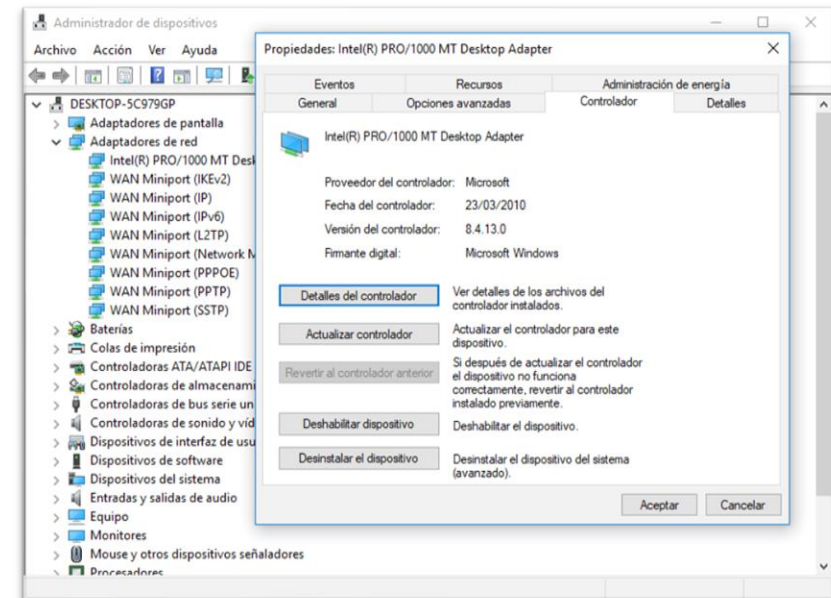 Administrador de dispositivos
Archivo Acción Ver Ayuda
DESKTOP-5C979GP
Adaptadores de pantalla
Adaptadores de red
Intel(R) PRO/1000 MT Desk
WAN Miniport (IKEv2)
WAN Miniport (IP)
WAN Miniport (IPv6)
WAN Miniport (L2TP)
WAN Miniport (Network M
WAN Miniport (PPPOE)
WAN Miniport (PPTP)
WAN Miniport (SSTP)
Baterías
Colas de impresión
Controladoras ATA/ATAPI IDE
Controladoras de almacenami
Controladoras de bus serie un
Controladoras de sonido y víd
Dispositivos de interfaz de usu
Dispositivos de software
Dispositivos del sistema
Entradas y salidas de audio
Equipo
Monitores
Mouse y otros dispositivos señaladores
Procesadores
Propiedades: Intel(R) PRO/1000 MT Desktop Adapter
Eventos Recursos Administración de energía
General Opciones avanzadas Controlador Detalles
Intel(R) PRO/1000 MT Desktop Adapter
Proveedor del controlador: Microsoft
Fecha del controlador: 23/03/2010
Versión del controlador: 8.4.13.0
Firmante digital: Microsoft Windows
Detalles del controlador
Ver detalles de los archivos del
controlador instalados.
Actualizar controlador
Actualizar el controlador para este
dispositivo.
Revertir al controlador anterior
Si después de actualizar el controlador
el dispositivo no funciona
correctamente, revertir al controlador
instalado previamente.
Deshabilitar dispositivo
Deshabilitar el dispositivo.
Desinstalar el dispositivo
Desinstalar el dispositivo del sistema
(avanzado).
Aceptar Cancelar